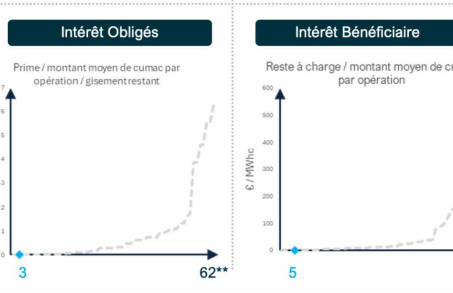 Intérêt Obligés
Prime / montant moyen de cumac par
opération / gisement restant
7
6
5
4
3
2
1
0
3
62**
Intérêt Bénéficiaire
Reste à charge / montant moyen de
par opération
€ / MWhc
600
500
400
300
200
100
0
5